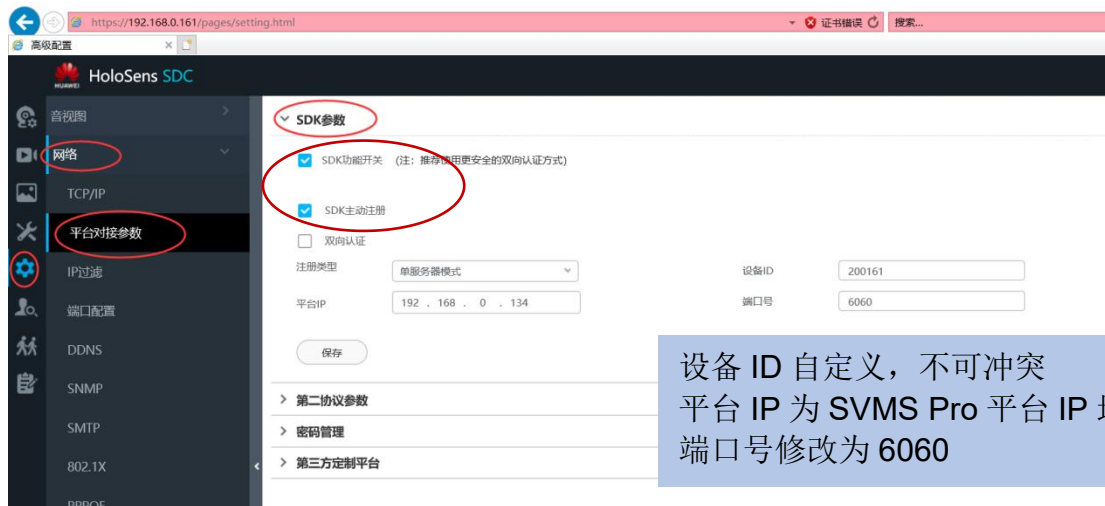 https://192.168.0.161/pages/setting.html
证书错误
搜索...
高级配置
HUAWEI
HoloSens SDC
音视图
网络
TCP/IP
平台对接参数
IP过滤
端口配置
DDNS
SNMP
SMTP
802.1X
PPPOE
SDK参数
SDK功能开关 (注: 推荐使用更安全的双向认证方式)
SDK主动注册
双向认证
注册类型 单服务器模式 设备ID 200161
平台IP 192 . 168 . 0 . 134 端口号 6060
保存
第二协议参数
密码管理
第三方定制平台
设备 ID 自定义，不可冲突
平台 IP 为 SVMS Pro 平台 IP
端口号修改为 6060